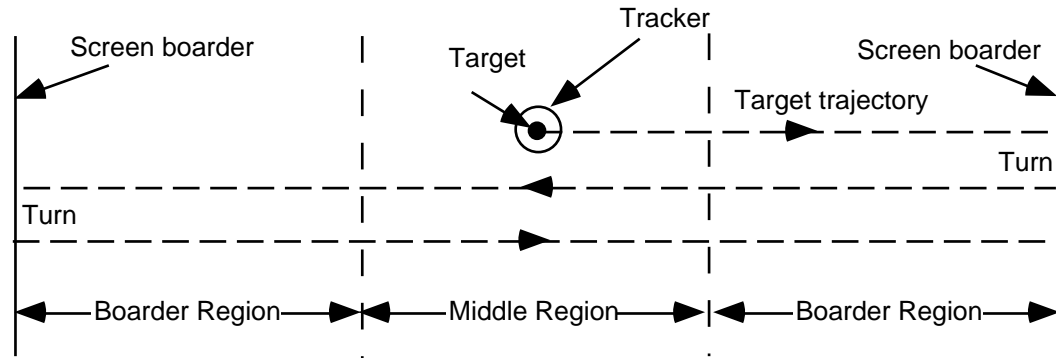 Tracker
Screen boarder
Screen boarder
Target
Target trajectory
Turn
Turn
Boarder Region
Middle Region
Boarder Region